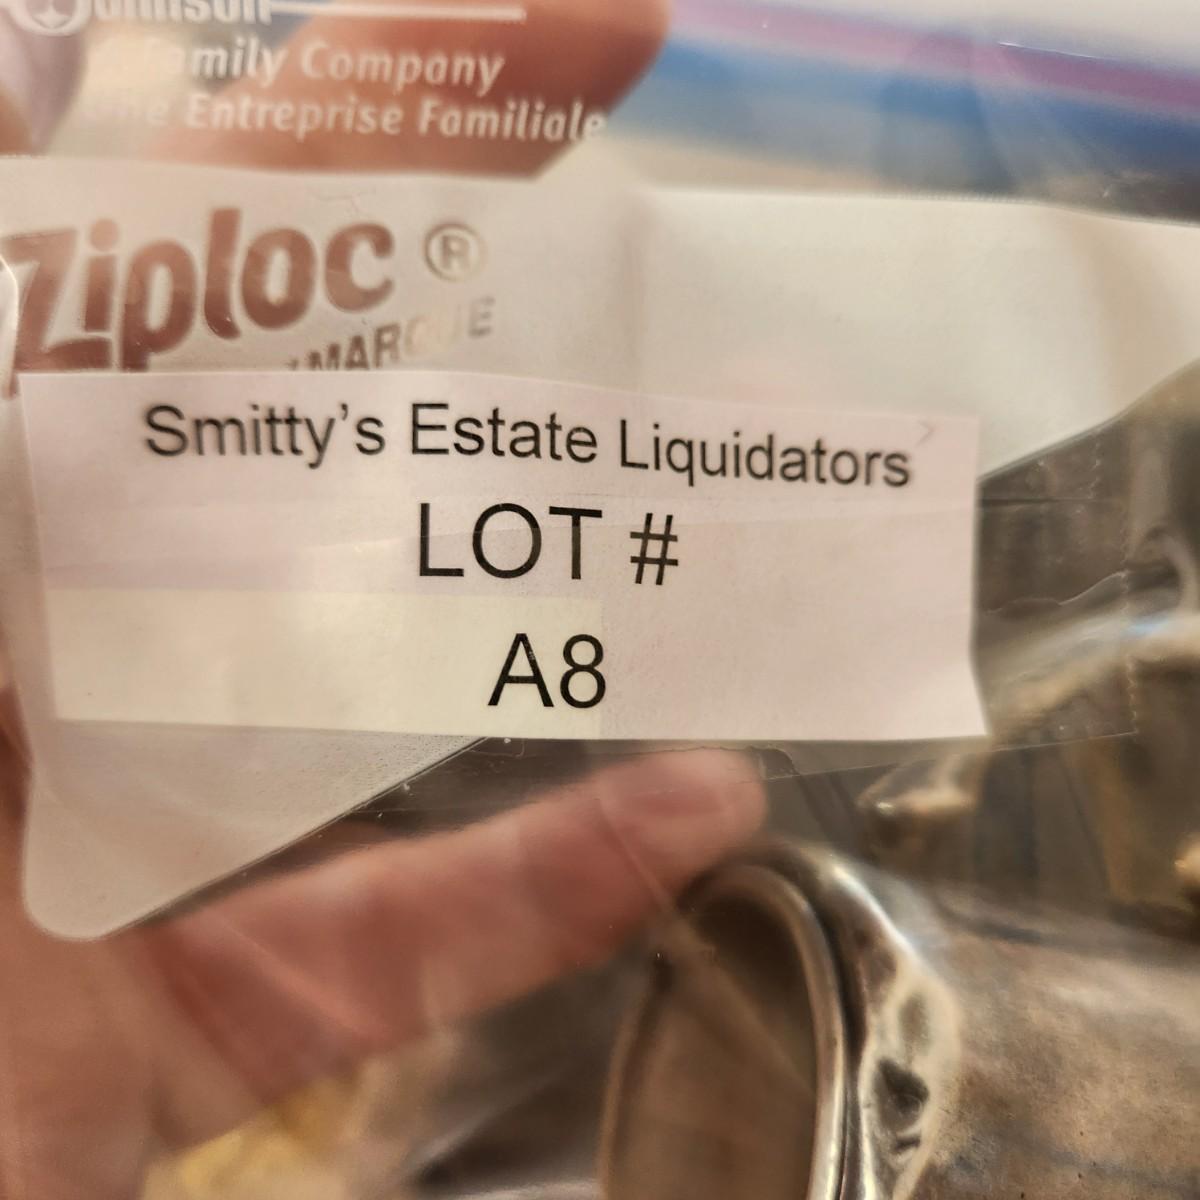 Family Company
Entreprise Familiale
Ziploc ®
Smitty's Estate Liquidators
LOT #
A8